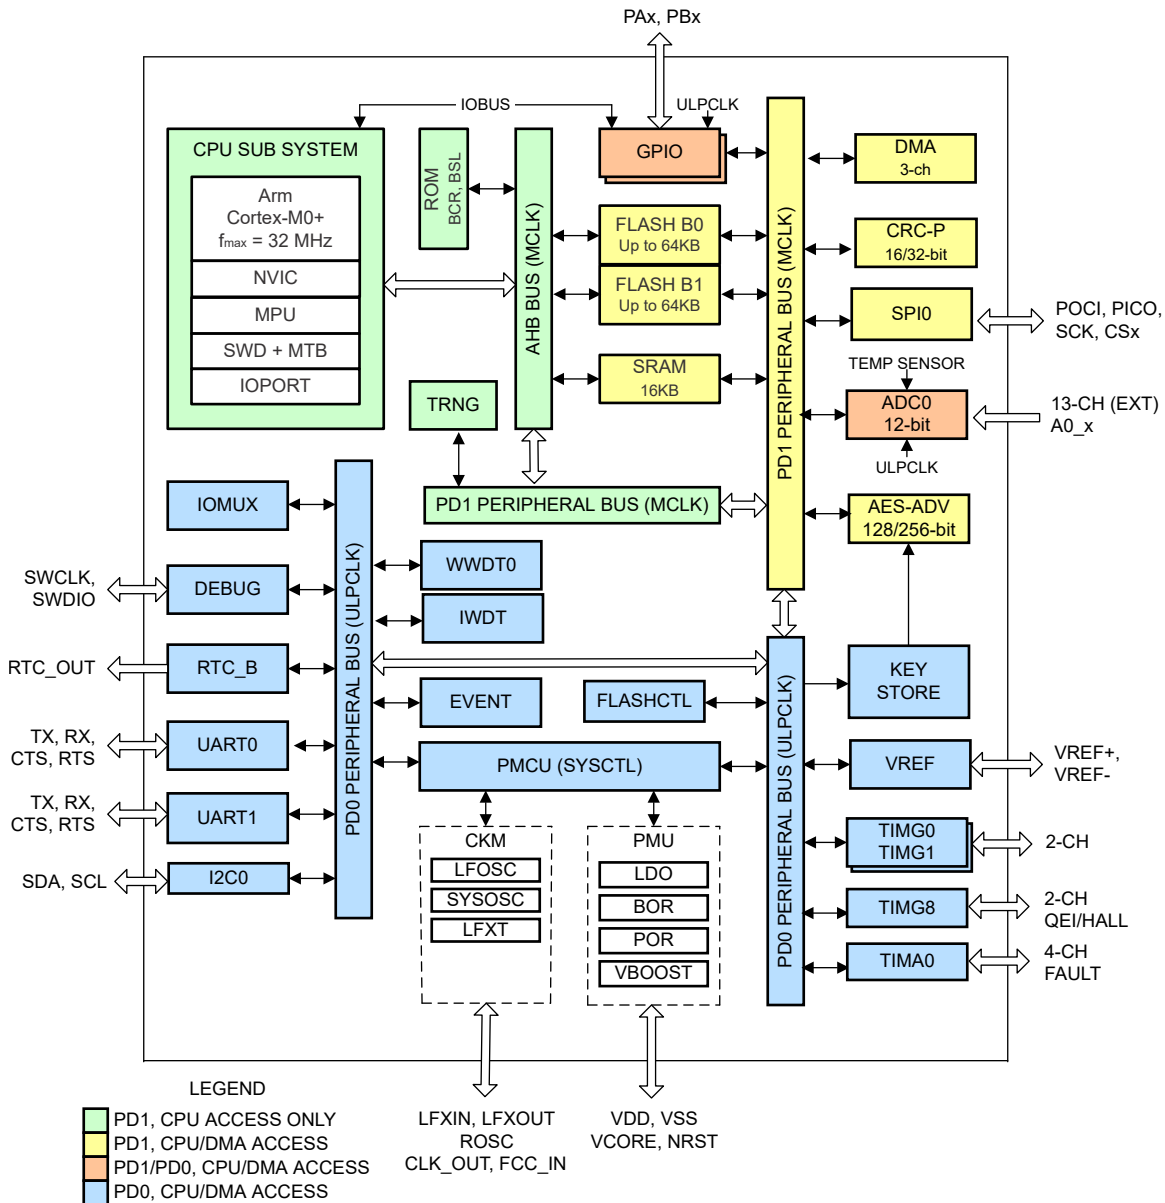 PAx, PBx
IOBUS
ULPCLK
CPU SUB SYSTEM
Arm
Cortex-M0+
fmax = 32 MHz
NVIC
MPU
SWD + MTB
IOPORT
ROM
BCR, BSL
AHB BUS (MCLK)
GPIO
FLASH B0
Up to 64KB
FLASH B1
Up to 64KB
SRAM
16KB
TRNG
PD1 PERIPHERAL BUS (MCLK)
PD1 PERIPHERAL BUS (MCLK)
DMA
3-ch
CRC-P
16/32-bit
SPI0
POCI, PICO,
SCK, CSx
TEMP SENSOR
ADC0
12-bit
13-CH (EXT)
A0_x
ULPCLK
AES-ADV
128/256-bit
IOMUX
SWCLK,
SWDIO
DEBUG
RTC_OUT
RTC_B
TX, RX,
CTS, RTS
UART0
TX, RX,
CTS, RTS
UART1
SDA, SCL
I2C0
PD0 PERIPHERAL BUS (ULPCLK)
WWDT0
IWDT
EVENT
FLASHCTL
PMCU (SYSCTL)
CKM
LFOSC
SYSOSC
LFXT
PMU
LDO
BOR
POR
VBOOST
PD0 PERIPHERAL BUS (ULPCLK)
KEY
STORE
VREF
VREF+,
VREF-
TIMG0
TIMG1
2-CH
TIMG8
2-CH
QEI/HALL
TIMA0
4-CH
FAULT
LFXIN, LFXOUT
ROSC
CLK_OUT, FCC_IN
VDD, VSS
VCORE, NRST
LEGEND
PD1, CPU ACCESS ONLY
PD1, CPU/DMA ACCESS
PD1/PD0, CPU/DMA ACCESS
PD0, CPU/DMA ACCESS